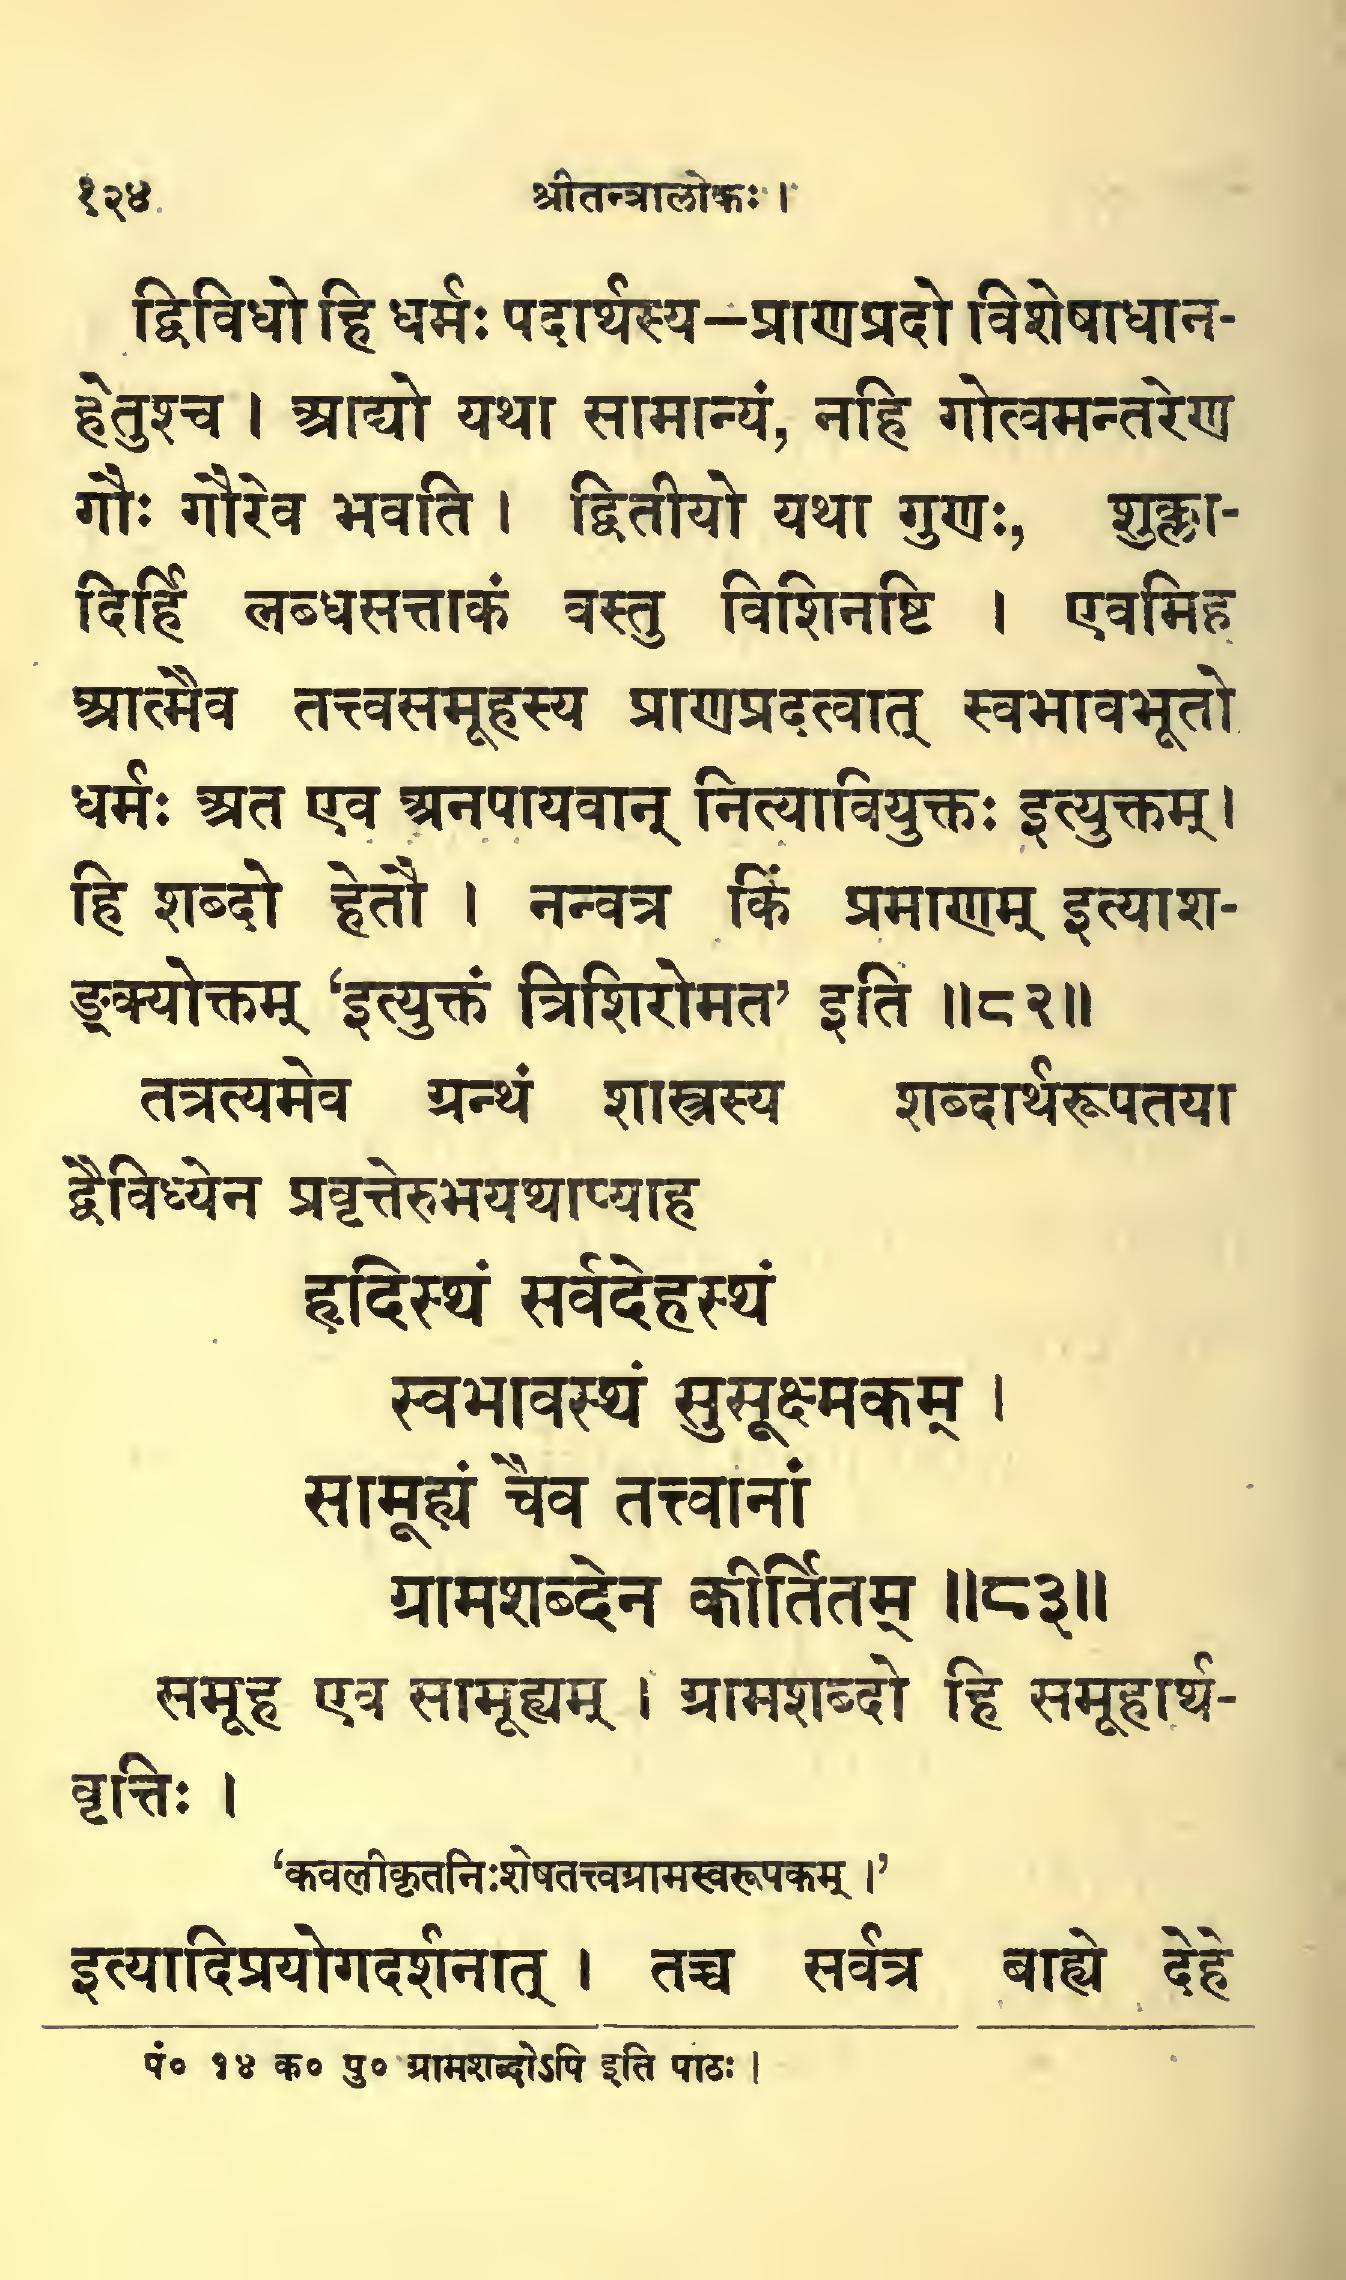 १२४
श्रीतन्त्रालोकः ।
द्विविधो हि धर्मः पदार्थस्य—प्राणप्रदो विशेषाधान-
हेतुश्च । आद्यो यथा सामान्यं, नहि गोत्वमन्तरेण
गौः गौरेव भवति । द्वितीयो यथा गुणः, शुक्ला-
दिर्हि लब्धसत्ताकं वस्तु विशिनष्टि । एवमिह
आत्मैव तत्त्वसमूहस्य प्राणप्रदत्वात् स्वभावभूतो
धर्मः अत एव अनपायवान् नित्यावियुक्तः इत्युक्तम् ।
हि शब्दो हेतौ । नन्वत्र किं प्रमाणम् इत्याश-
ङ्क्योक्तम् ‘इत्युक्तं त्रिशिरोमत’ इति ॥८२॥
तत्रत्यमेव ग्रन्थं शास्त्रस्य शब्दार्थरूपतया
द्वैविध्येन प्रवृत्तेरुभयथाप्याह
हृदिस्थं सर्वदेहस्थं
स्वभावस्थं सुसूक्ष्मकम् ।
सामूह्यं चैव तत्त्वानां
ग्रामशब्देन कीर्तितम् ॥८३॥
समूह एव सामूह्यम् । ग्रामशब्दो हि समूहार्थ-
वृत्तिः ।
‘कवलीकृतनिःशेषतत्त्वग्रामस्वरूपकम् ।’
इत्यादिप्रयोगदर्शनात् । तच्च सर्वत्र बाह्ये देहे
पं० १४ क० पु० ग्रामशब्दोऽपि इति पाठः ।